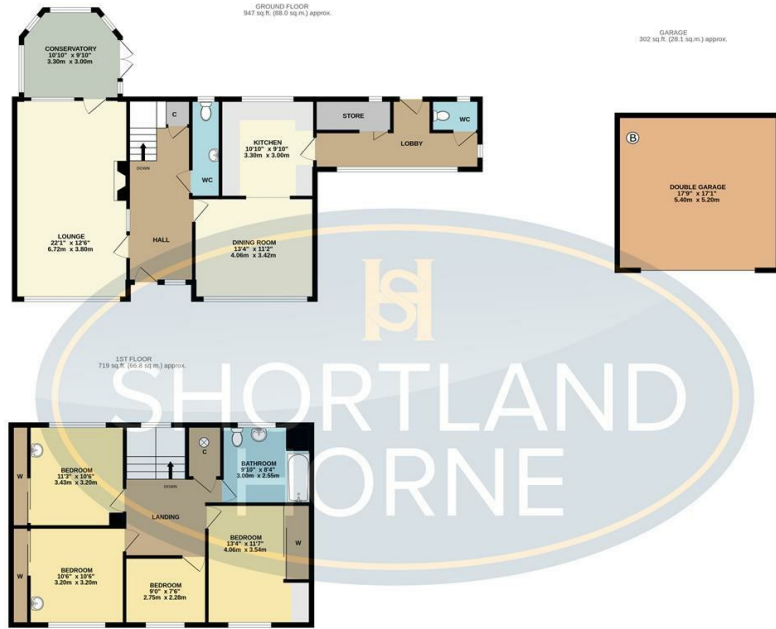 GROUND FLOOR
947 sq.ft. (88.0 sq.m.) approx.
GARAGE
302 sq.ft. (28.1 sq.m.) approx.
CONSERVATORY
10'10" x 9'10"
3.30m x 3.00m
C
WC
KITCHEN
10'10" x 9'10"
3.30m x 3.00m
STORE
WC
LOBBY
B
DOUBLE GARAGE
17'9" x 17'1"
5.40m x 5.20m
DOWN
LOUNGE
22'1" x 12'6"
6.72m x 3.80m
HALL
DINING ROOM
13'4" x 11'2"
4.06m x 3.42m
1ST FLOOR
719 sq.ft. (66.8 sq.m.) approx.
SH
SHORTLAND
HORNE
W
BEDROOM
11'3" x 10'6"
3.43m x 3.20m
C
BATHROOM
9'10" x 8'4"
3.00m x 2.55m
DOWN
LANDING
W
BEDROOM
10'6" x 10'6"
3.20m x 3.20m
BEDROOM
9'0" x 7'6"
2.75m x 2.28m
BEDROOM
13'4" x 11'7"
4.06m x 3.54m
W